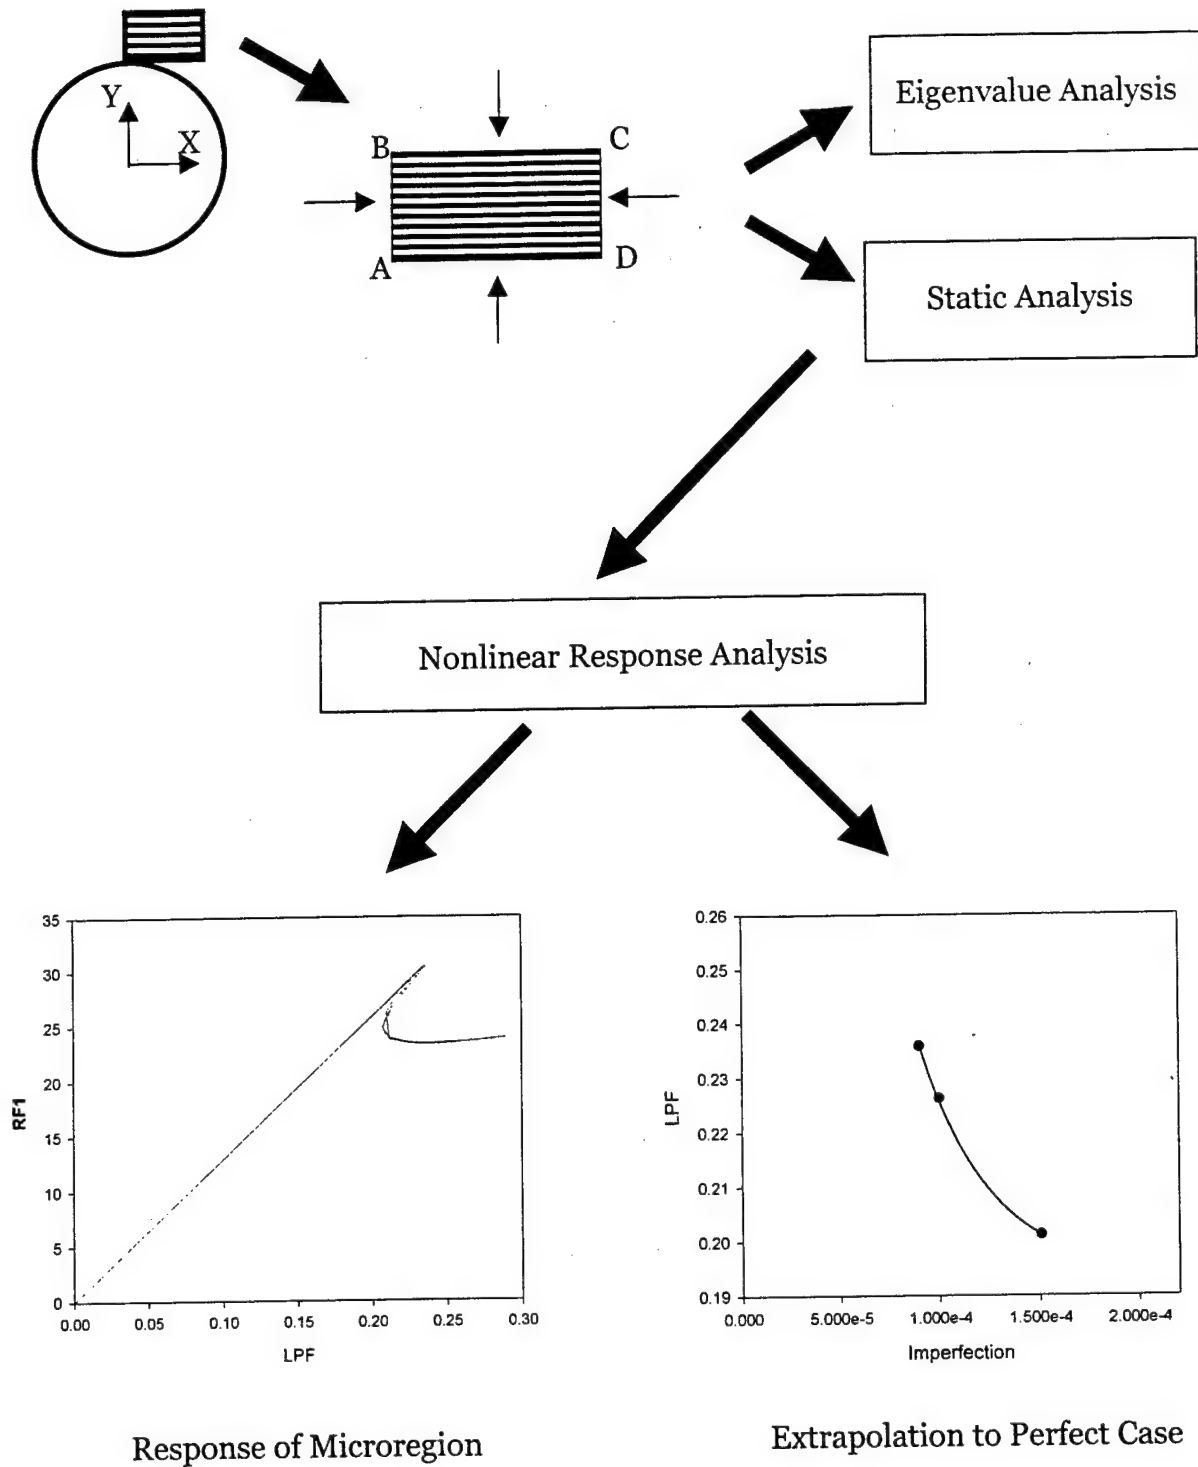 Y
X
B
C
A
D
Eigenvalue Analysis
Static Analysis
Nonlinear Response Analysis
35
30
25
20
15
10
5
0
RF1
0.00 0.05 0.10 0.15 0.20 0.25 0.30
LPF
Response of Microregion
0.26
0.25
0.24
0.23
0.22
0.21
0.20
0.19
LPF
0.000 5.000e-5 1.000e-4 1.500e-4 2.000e-4
Imperfection
Extrapolation to Perfect Case